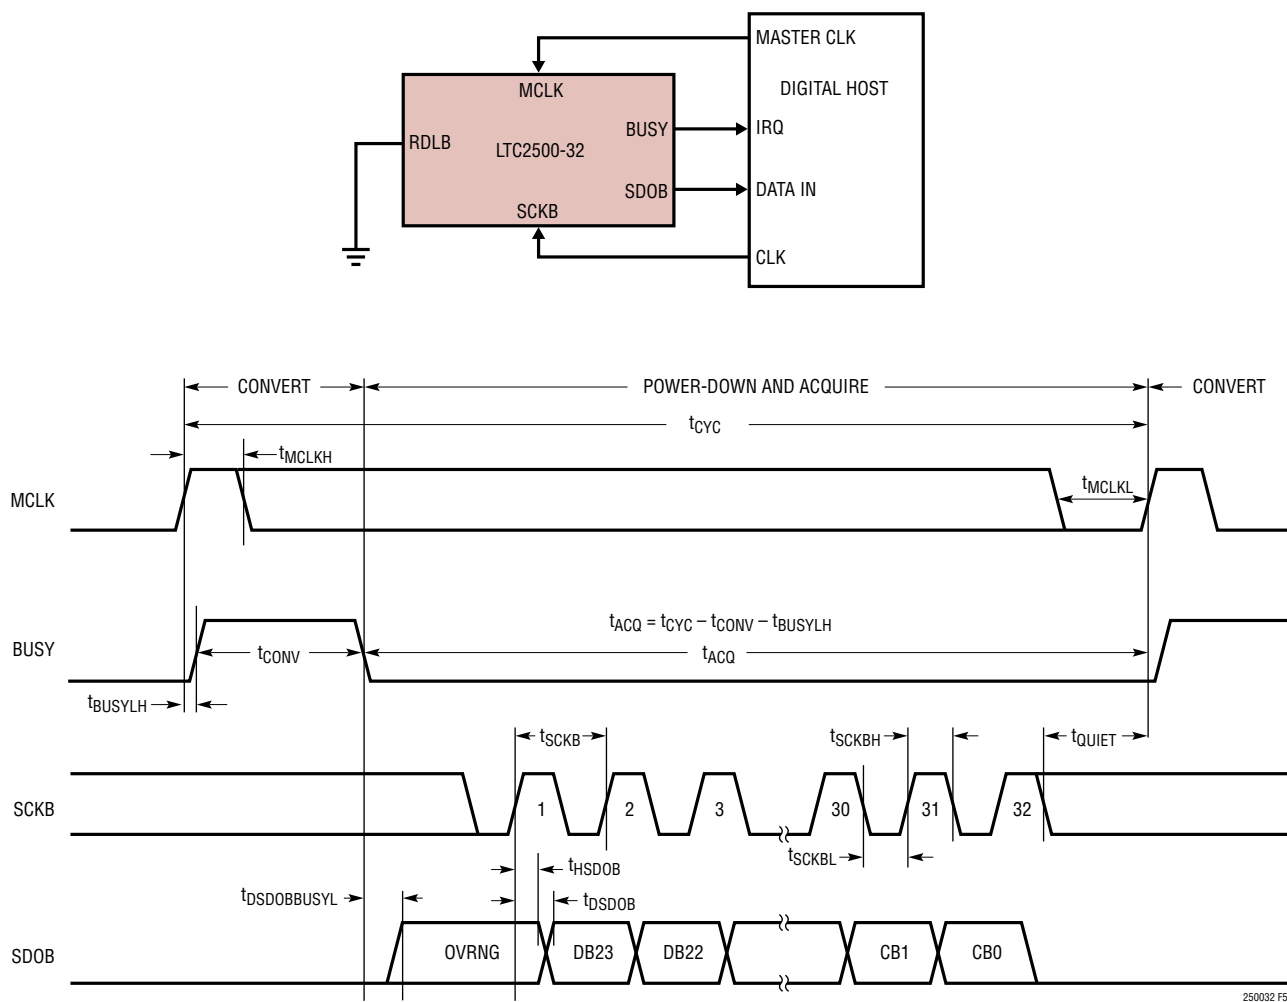 MASTER CLK
MCLK
DIGITAL HOST
BUSY
IRQ
RDLB
LTC2500-32
SDOB
DATA IN
SCKB
CLK
CONVERT
POWER-DOWN AND ACQUIRE
CONVERT
tCYC
tMCLKH
MCLK
tMCLKL
tACQ = tCYC – tCONV – tBUSYLH
BUSY
tCONV
tACQ
tBUSYLH
tSCKB
tSCKBH
tQUIET
SCKB
1
2
3
30
31
32
tSCKBL
tHSDOB
tDSDOBBUSYL
tDSDOB
SDOB
OVRNG
DB23
DB22
CB1
CB0